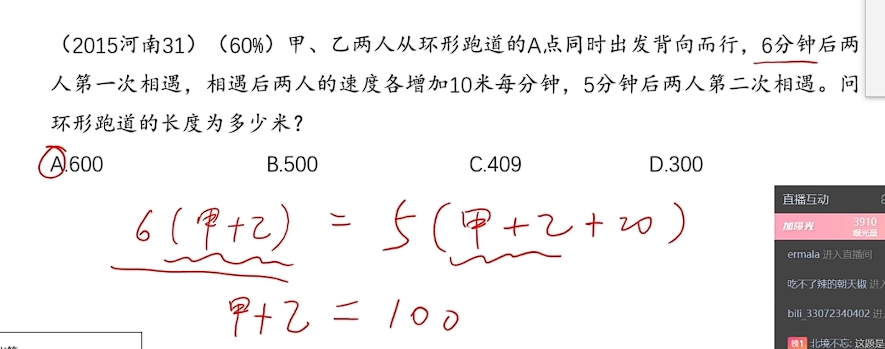 （2015河南31）（60%）甲、乙两人从环形跑道的A点同时出发背向而行，6分钟后两
人第一次相遇，相遇后两人的速度各增加10米每分钟，5分钟后两人第二次相遇。问
环形跑道的长度为多少米？
A.600 B.500 C.409 D.300
6(甲+乙) = 5(甲+乙+20)
甲+乙 = 100
直播互动
加曝光 3910
曝光量
ermala 进入直播间
吃不了辣的朝天椒 进入
bili_33072340402 进
榜1 北境不忘: 这题是